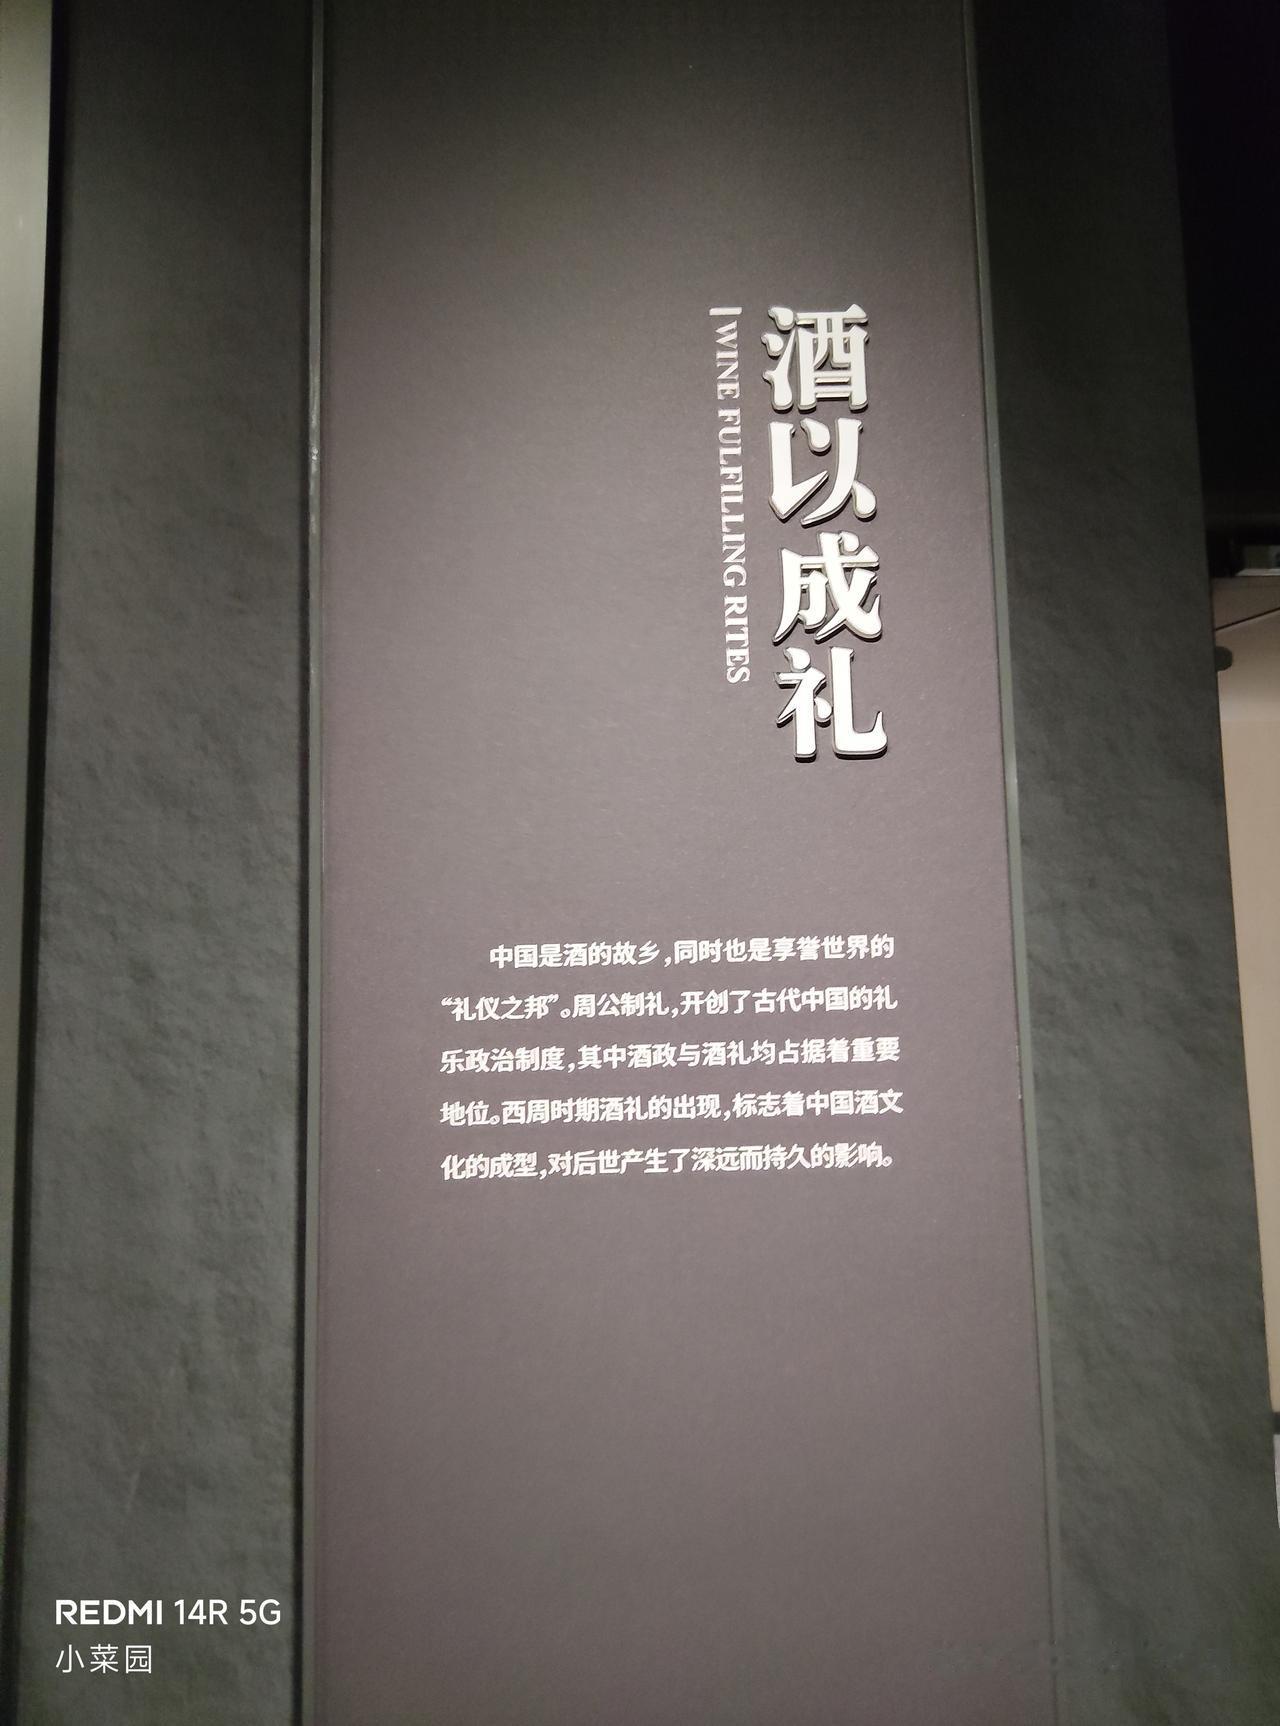 酒以成礼
WINE FULFILLING RITES
中国是酒的故乡，同时也是享誉世界的
“礼仪之邦”。周公制礼，开创了古代中国的礼
乐政治制度，其中酒政与酒礼均占据着重要
地位。西周时期酒礼的出现，标志着中国酒文
化的成型，对后世产生了深远而持久的影响。
REDMI 14R 5G
小菜园